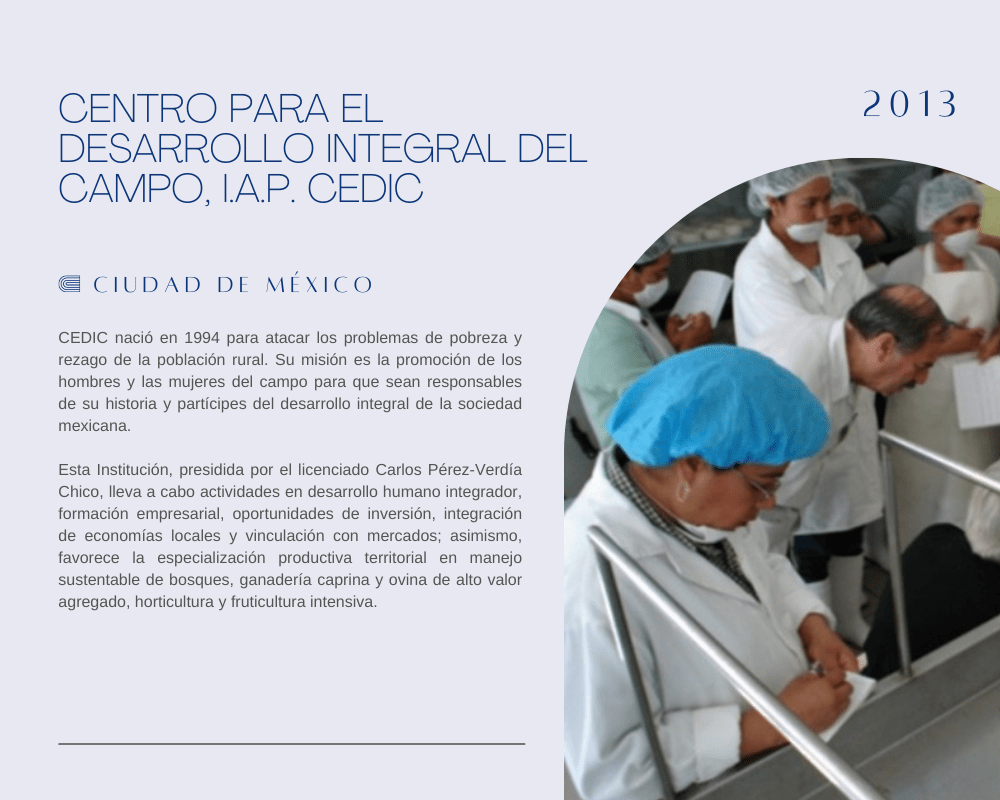 CENTRO PARA EL
DESARROLLO INTEGRAL DEL
CAMPO, I.A.P. CEDIC
2013
CIUDAD DE MÉXICO
CEDIC nació en 1994 para atacar los problemas de pobreza y
rezago de la población rural. Su misión es la promoción de los
hombres y las mujeres del campo para que sean responsables
de su historia y partícipes del desarrollo integral de la sociedad
mexicana.
Esta Institución, presidida por el licenciado Carlos Pérez-Verdía
Chico, lleva a cabo actividades en desarrollo humano integrador,
formación empresarial, oportunidades de inversión, integración
de economías locales y vinculación con mercados; asimismo,
favorece la especialización productiva territorial en manejo
sustentable de bosques, ganadería caprina y ovina de alto valor
agregado, horticultura y fruticultura intensiva.